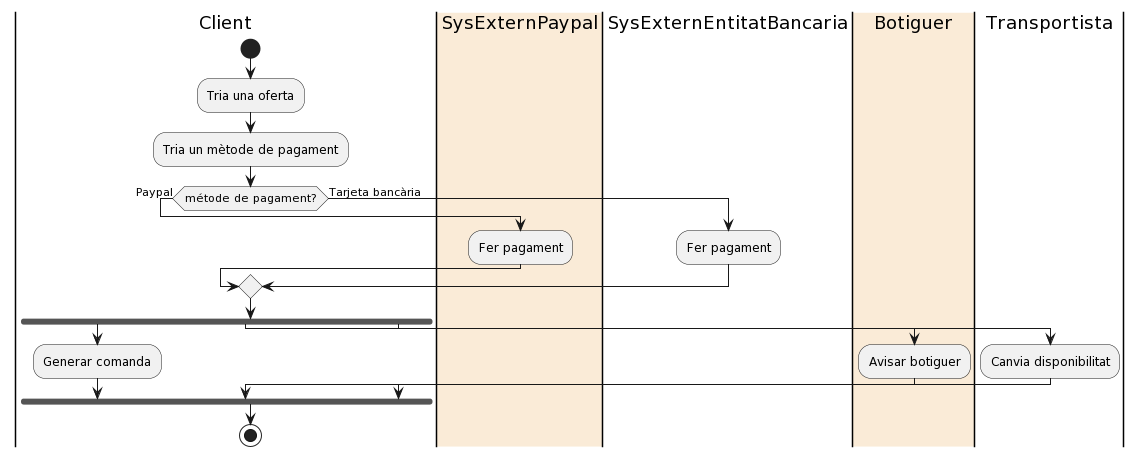 Client
SysExternPaypal
SysExternEntitatBancaria
Botiguer
Transportista
Tria una oferta
Tria un mètode de pagament
Paypal
métode de pagament?
Tarjeta bancària
Fer pagament
Fer pagament
Generar comanda
Avisar botiguer
Canvia disponibilitat